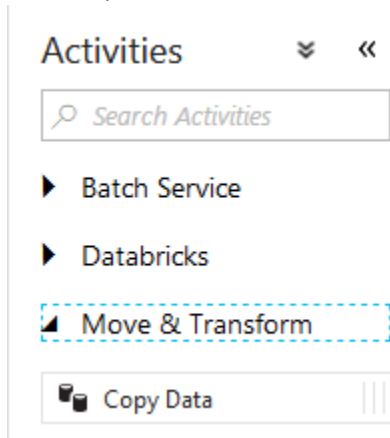 Activities
Search Activities
Batch Service
Databricks
Move & Transform
Copy Data